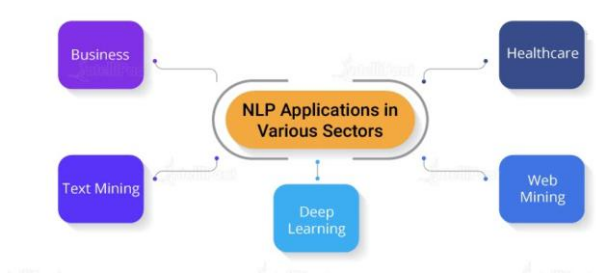 Business
Healthcare
NLP Applications in
Various Sectors
Text Mining
Deep
Learning
Web
Mining